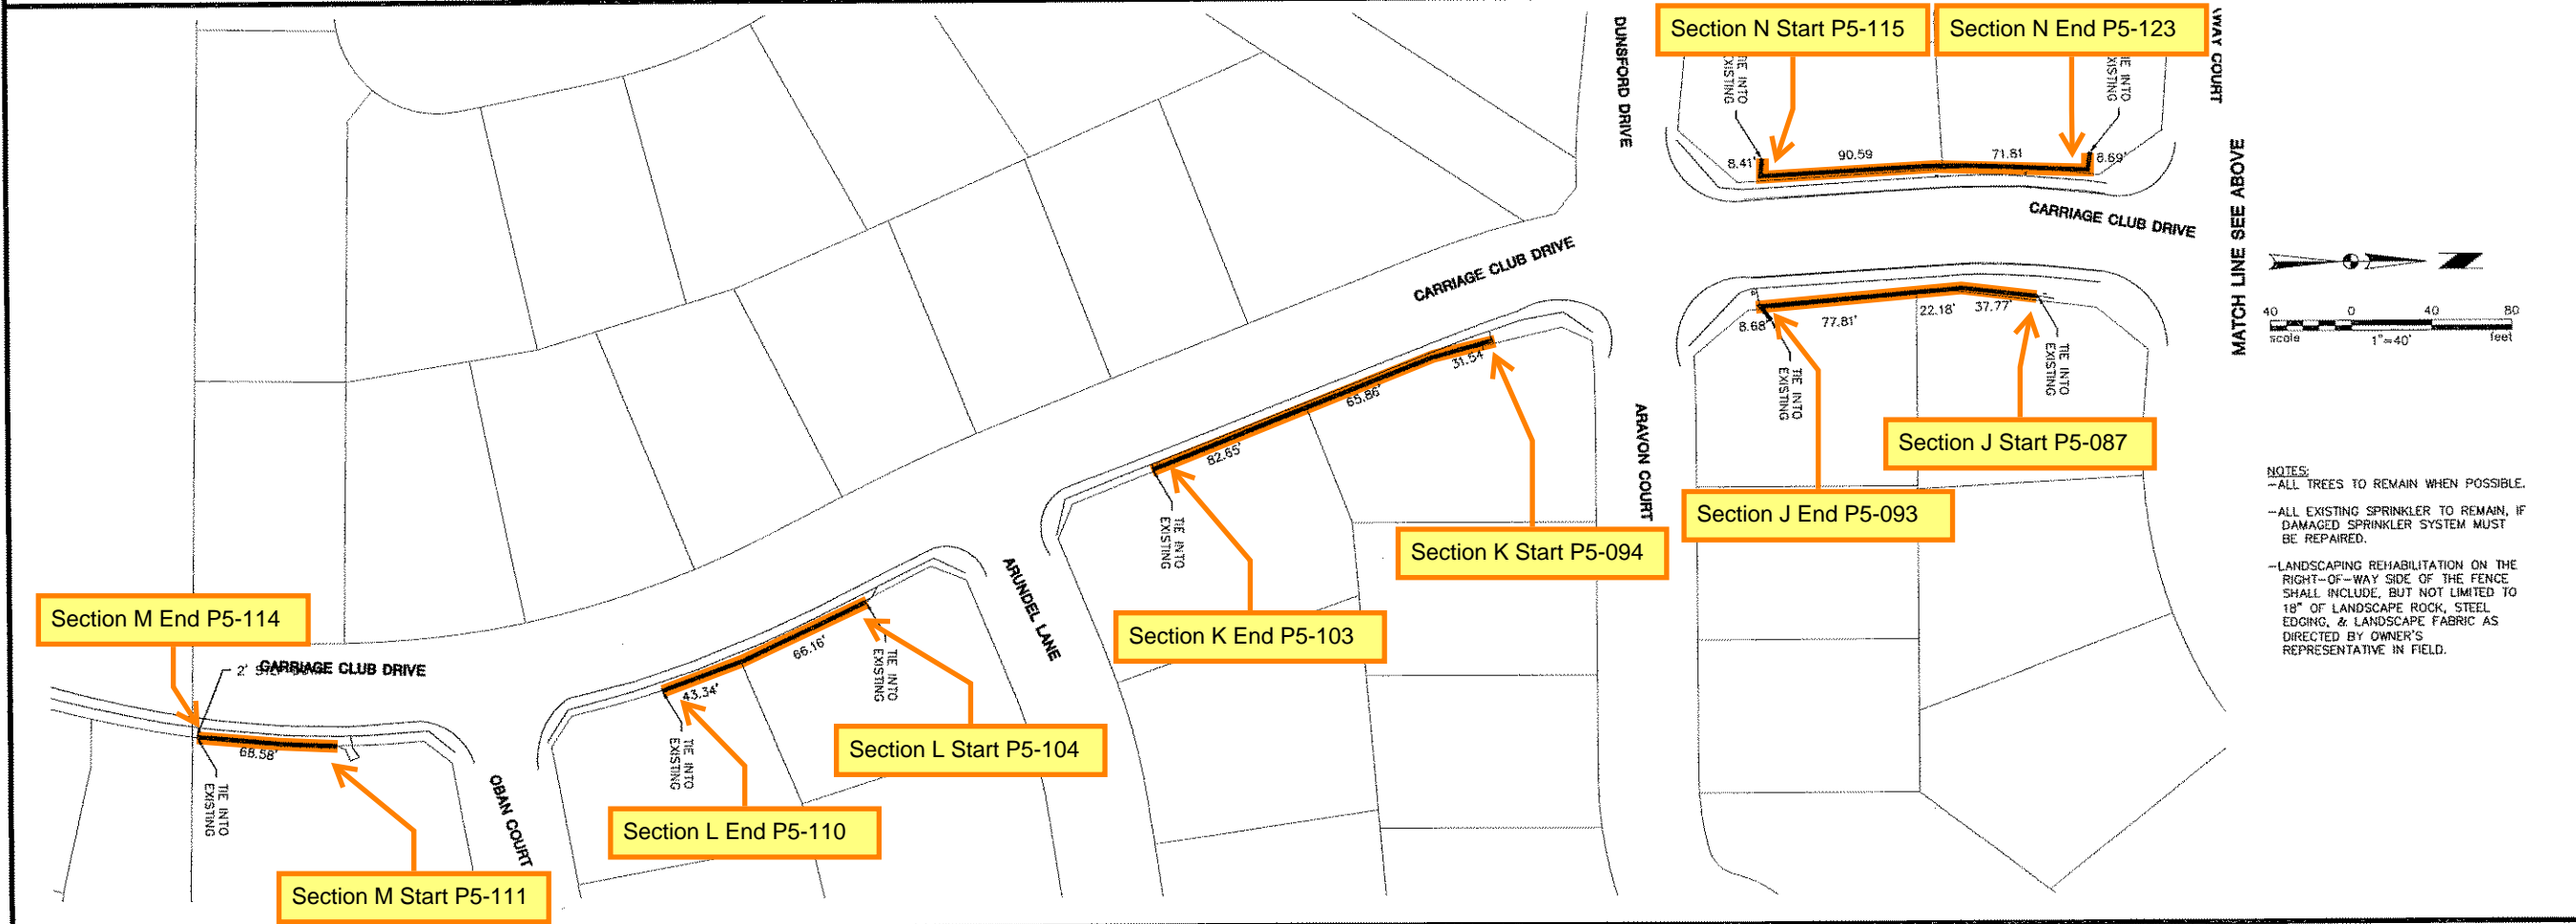 DUNSFORD DRIVE
Section N Start P5-115
Section N End P5-123
WAY COURT
TIE INTO
EXISTING
TIE INTO
EXISTING
8.41'
90.59
71.81
8.69'
CARRIAGE CLUB DRIVE
MATCH LINE SEE ABOVE
CARRIAGE CLUB DRIVE
8.68'
77.81'
22.18'
37.77'
TIE INTO
EXISTING
TIE INTO
EXISTING
40
0
40
80
scale
1"=40'
feet
Section J Start P5-087
Section J End P5-093
31.54'
65.86'
82.65'
TIE INTO
EXISTING
ARAVON COURT
Section K Start P5-094
Section K End P5-103
NOTES:
-ALL TREES TO REMAIN WHEN POSSIBLE.
-ALL EXISTING SPRINKLER TO REMAIN, IF
DAMAGED SPRINKLER SYSTEM MUST
BE REPAIRED.
-LANDSCAPING REHABILITATION ON THE
RIGHT-OF-WAY SIDE OF THE FENCE
SHALL INCLUDE, BUT NOT LIMITED TO
18" OF LANDSCAPE ROCK, STEEL
EDGING, & LANDSCAPE FABRIC AS
DIRECTED BY OWNER'S
REPRESENTATIVE IN FIELD.
ARUNDEL LANE
66.16'
43.34'
TIE INTO
EXISTING
TIE INTO
EXISTING
Section L Start P5-104
Section L End P5-110
Section M End P5-114
2'
CARRIAGE CLUB DRIVE
68.58'
TIE INTO
EXISTING
OBAN COURT
Section M Start P5-111